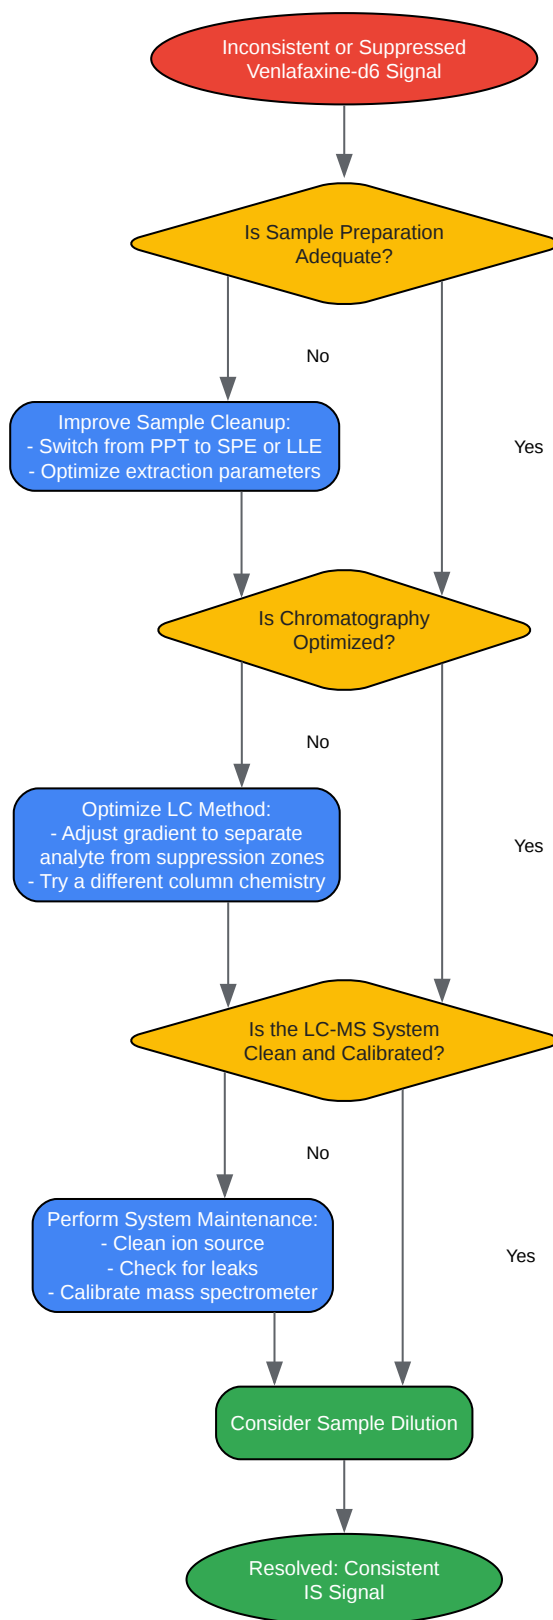 Inconsistent or Suppressed
Venlafaxine-d6 Signal
Is Sample Preparation
Adequate?
No
Improve Sample Cleanup:
- Switch from PPT to SPE or LLE
- Optimize extraction parameters
Yes
Is Chromatography
Optimized?
No
Optimize LC Method:
- Adjust gradient to separate
analyte from suppression zones
- Try a different column chemistry
Yes
Is the LC-MS System
Clean and Calibrated?
No
Perform System Maintenance:
- Clean ion source
- Check for leaks
- Calibrate mass spectrometer
Yes
Consider Sample Dilution
Resolved: Consistent
IS Signal